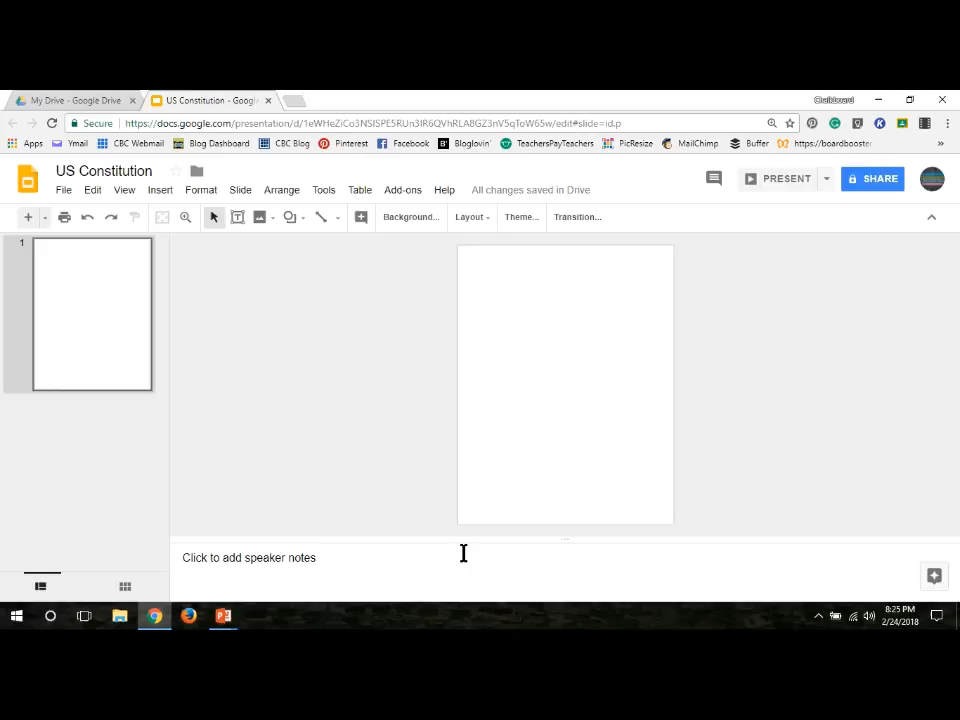 My Drive - Google Drive
US Constitution - Google
Chalkboard
Secure
https://docs.google.com/presentation/d/1eWHeZiCo3NSISPE5RUn3IR6QVhRLA8GZ3nV5qToW65w/edit#slide=id.p
Apps
Ymail
CBC Webmail
Blog Dashboard
CBC Blog
Pinterest
Facebook
Bloglovin'
TeachersPayTeachers
PicResize
MailChimp
Buffer
https://boardbooster
US Constitution
File Edit View Insert Format Slide Arrange Tools Table Add-ons Help All changes saved in Drive
PRESENT
SHARE
Background... Layout Theme... Transition...
1
Click to add speaker notes
8:25 PM
2/24/2018